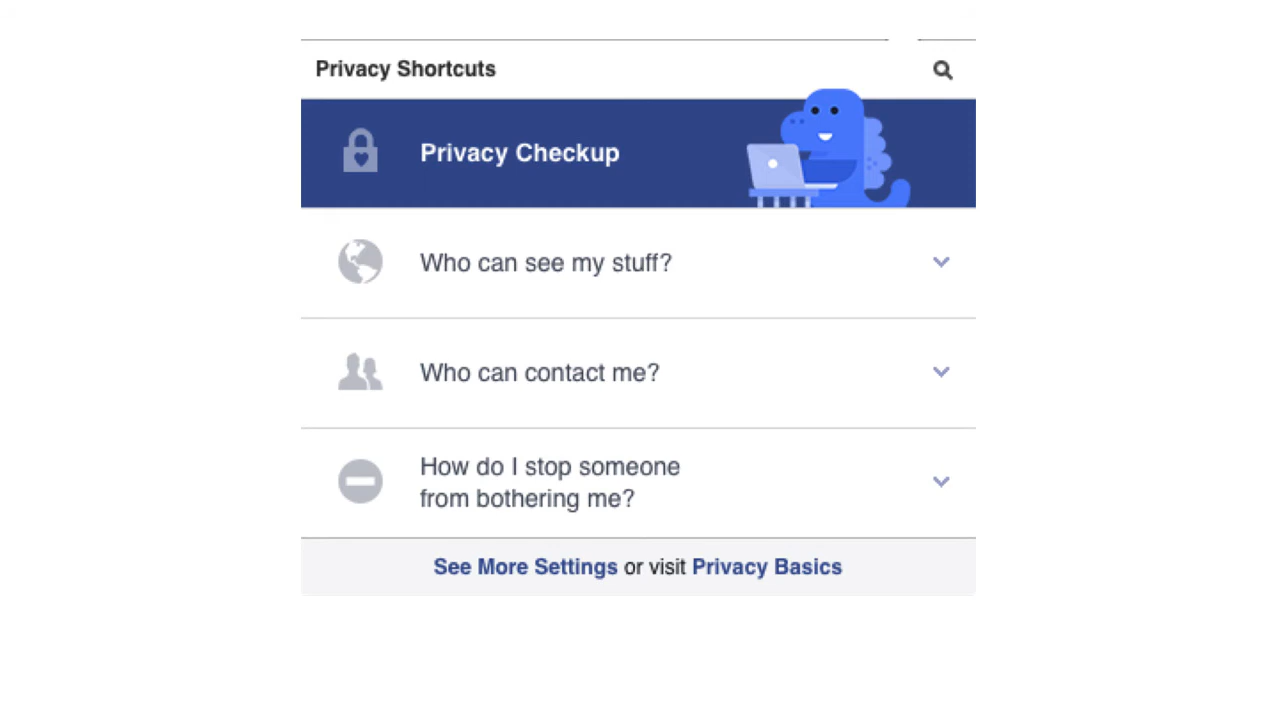 Privacy Shortcuts
Privacy Checkup
Who can see my stuff?
Who can contact me?
How do I stop someone
from bothering me?
See More Settings or visit Privacy Basics